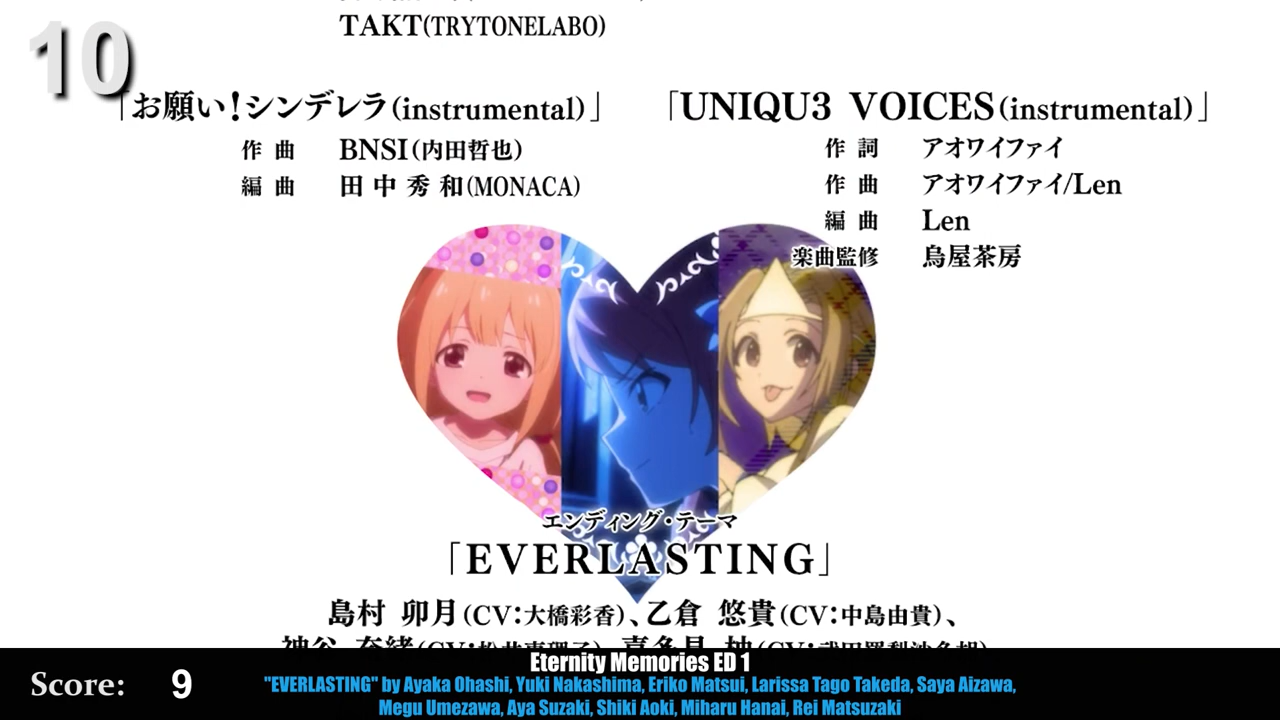 10
TAKT(TRYTONELABO)
「お願い!シンデレラ(instrumental)」
作曲 BNSI(内田哲也)
編曲 田中秀和(MONACA)
「UNIQU3 VOICES(instrumental)」
作詞 アオワイファイ
作曲 アオワイファイ/Len
編曲 Len
楽曲監修 烏屋茶房
エンディング・テーマ
「EVERLASTING」
島村 卯月(CV:大橋彩香)、乙倉 悠貴(CV:中島由貴)、
Eternity Memories ED 1
Score: 9
"EVERLASTING" by Ayaka Ohashi, Yuki Nakashima, Eriko Matsui, Larissa Tago Takeda, Saya Aizawa,
Megu Umezawa, Aya Suzaki, Shiki Aoki, Miharu Hanai, Rei Matsuzaki